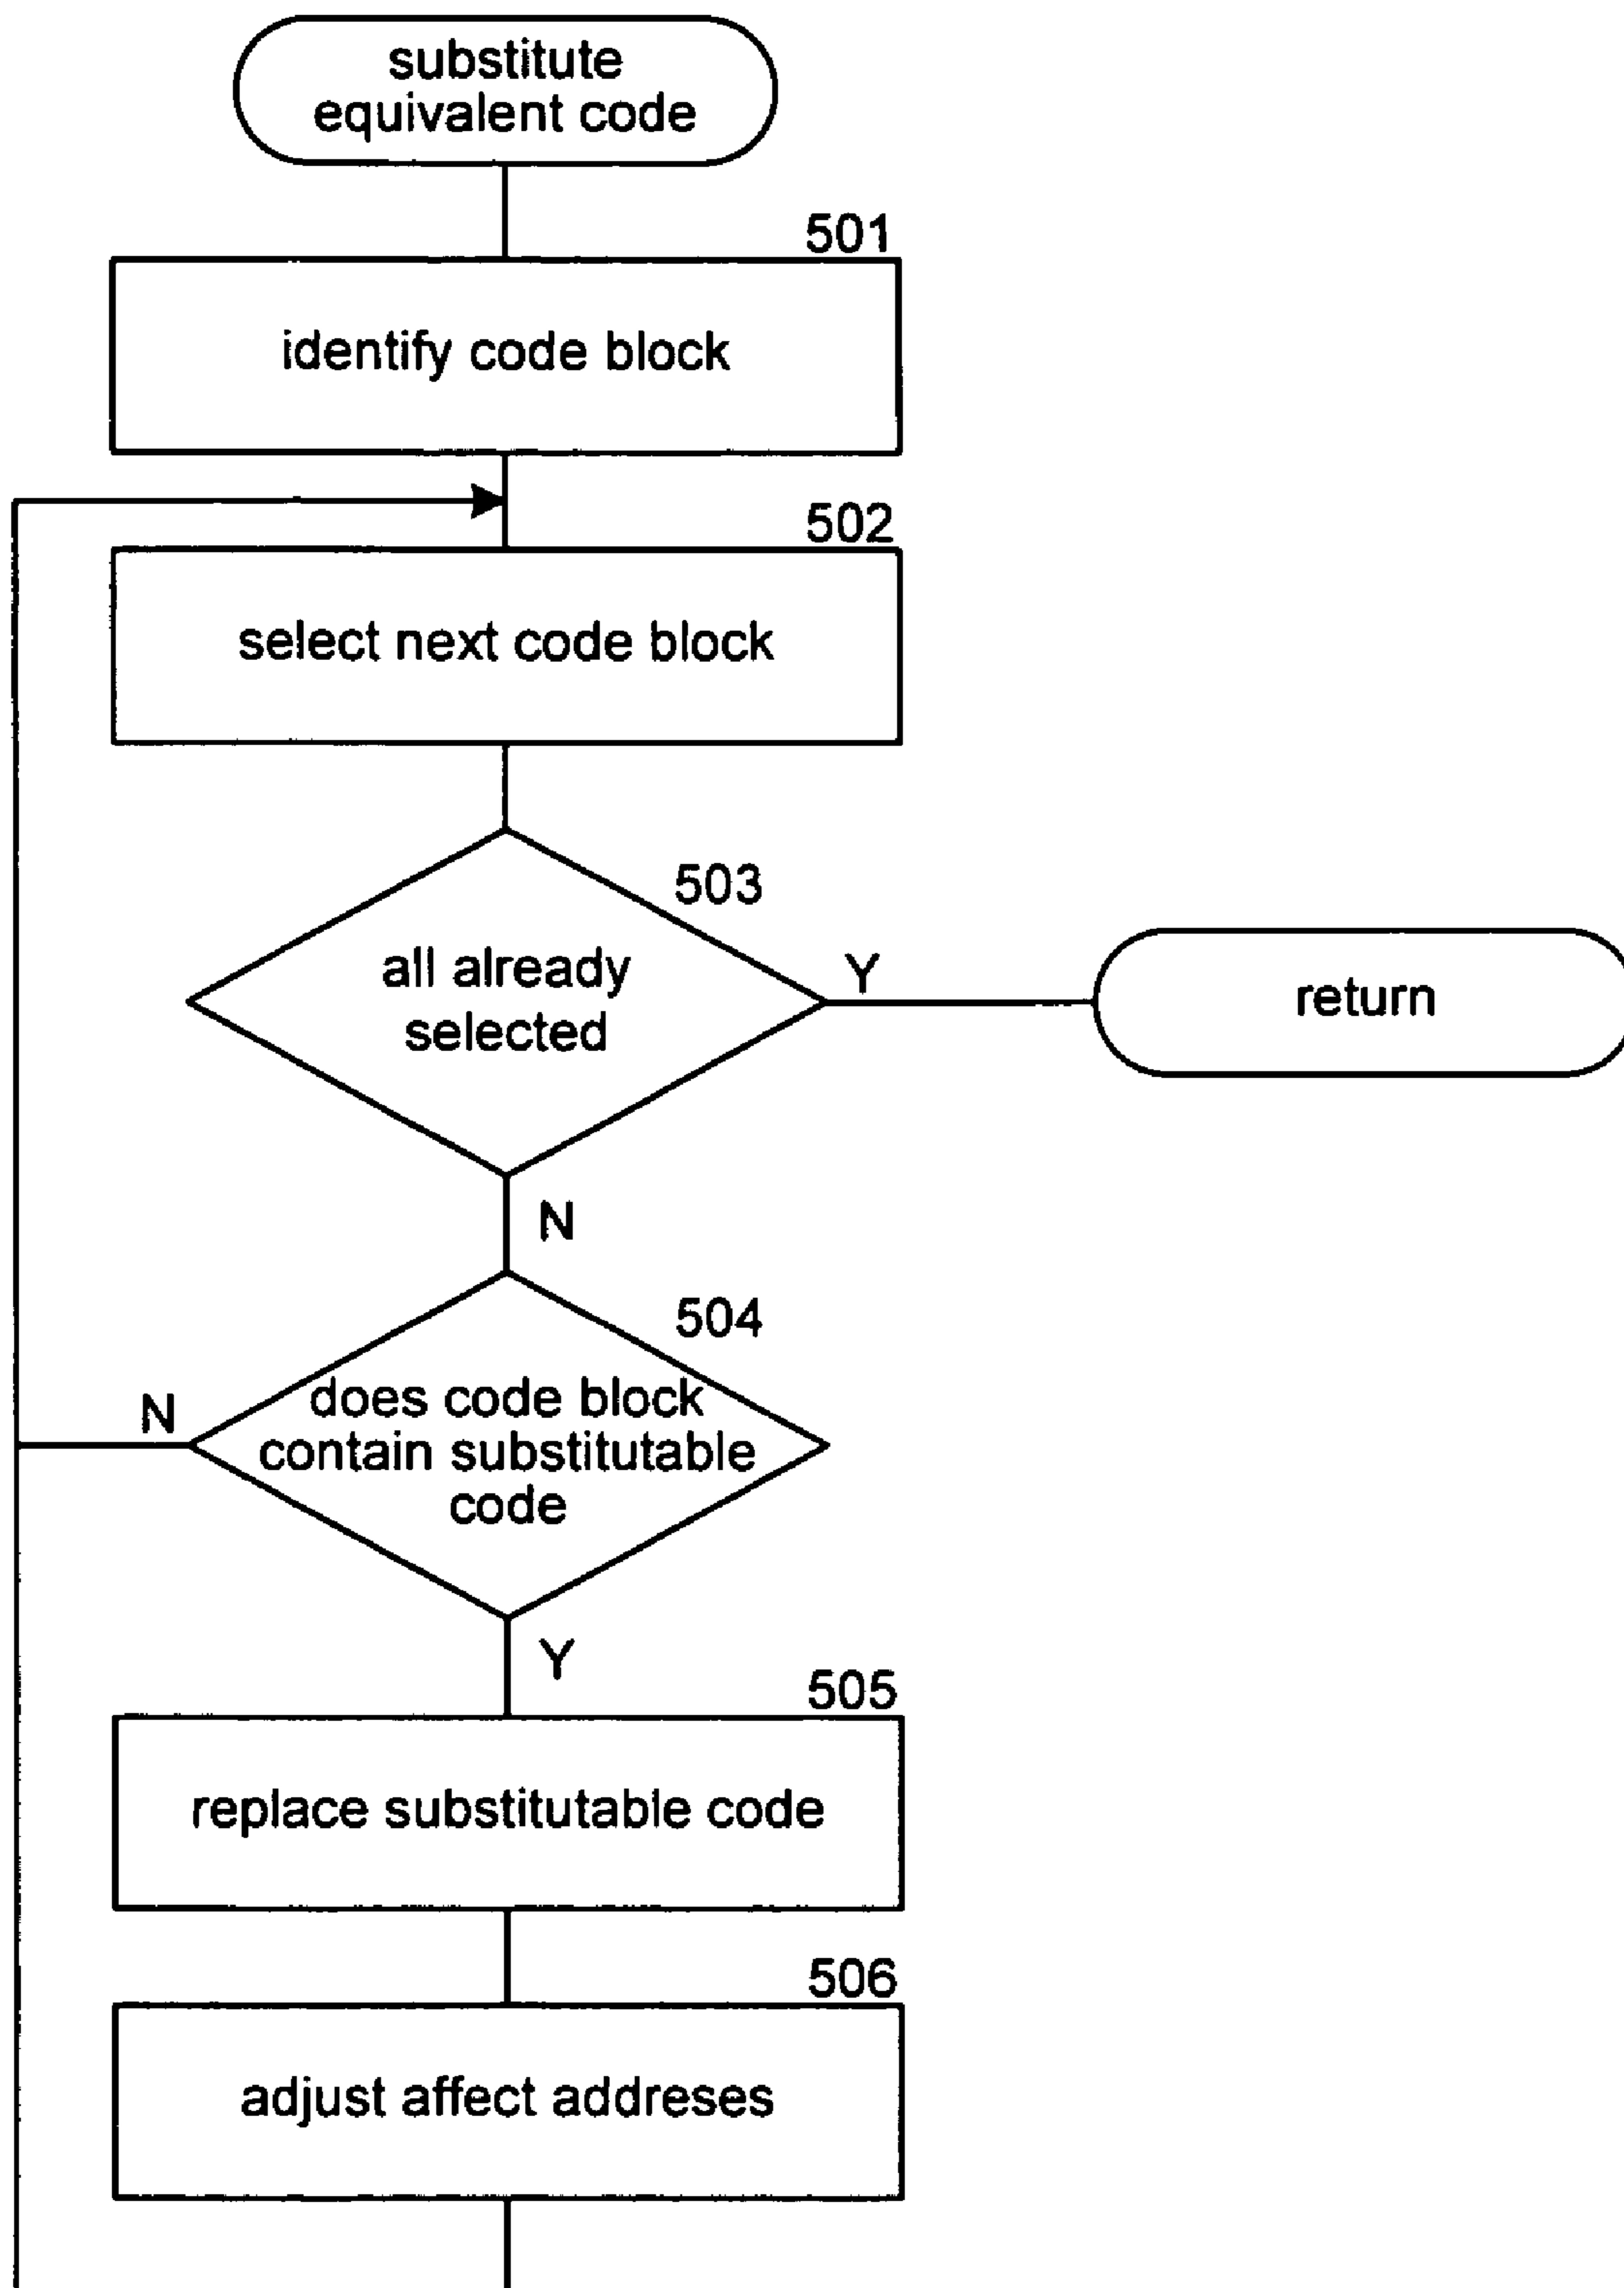 substitute
equivalent code
501
identify code block
502
select next code block
503
all already
selected
Y
return
N
504
does code block
contain substitutable
code
N
Y
505
replace substitutable code
506
adjust affect addreses